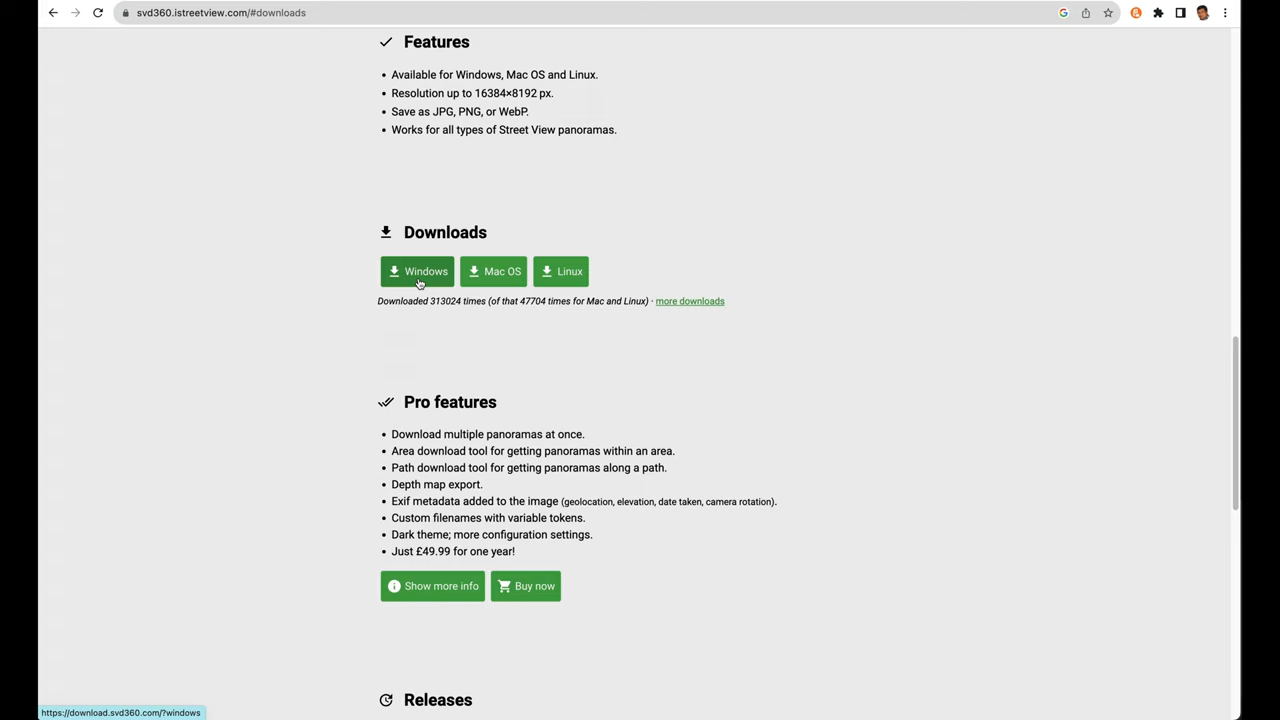 svd360.istreetview.com/#downloads
Features
• Available for Windows, Mac OS and Linux.
• Resolution up to 16384×8192 px.
• Save as JPG, PNG, or WebP.
• Works for all types of Street View panoramas.
Downloads
Windows Mac OS Linux
Downloaded 313024 times (of that 47704 times for Mac and Linux) · more downloads
Pro features
• Download multiple panoramas at once.
• Area download tool for getting panoramas within an area.
• Path download tool for getting panoramas along a path.
• Depth map export.
• Exif metadata added to the image (geolocation, elevation, date taken, camera rotation).
• Custom filenames with variable tokens.
• Dark theme; more configuration settings.
• Just £49.99 for one year!
Show more info Buy now
Releases
https://download.svd360.com/?windows